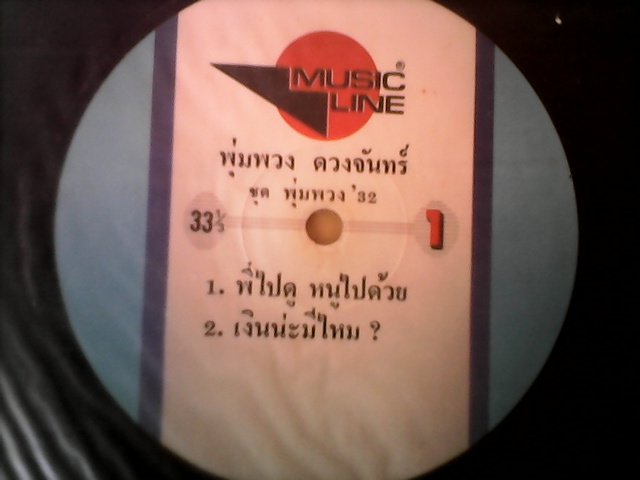 MUSIC®
LINE
พุ่มพวง ดวงจันทร์
ชุด พุ่มพวง '32
33⅓
1
1. พี่ไปดู หนูไปด้วย
2. เงินน่ะมีไหม ?